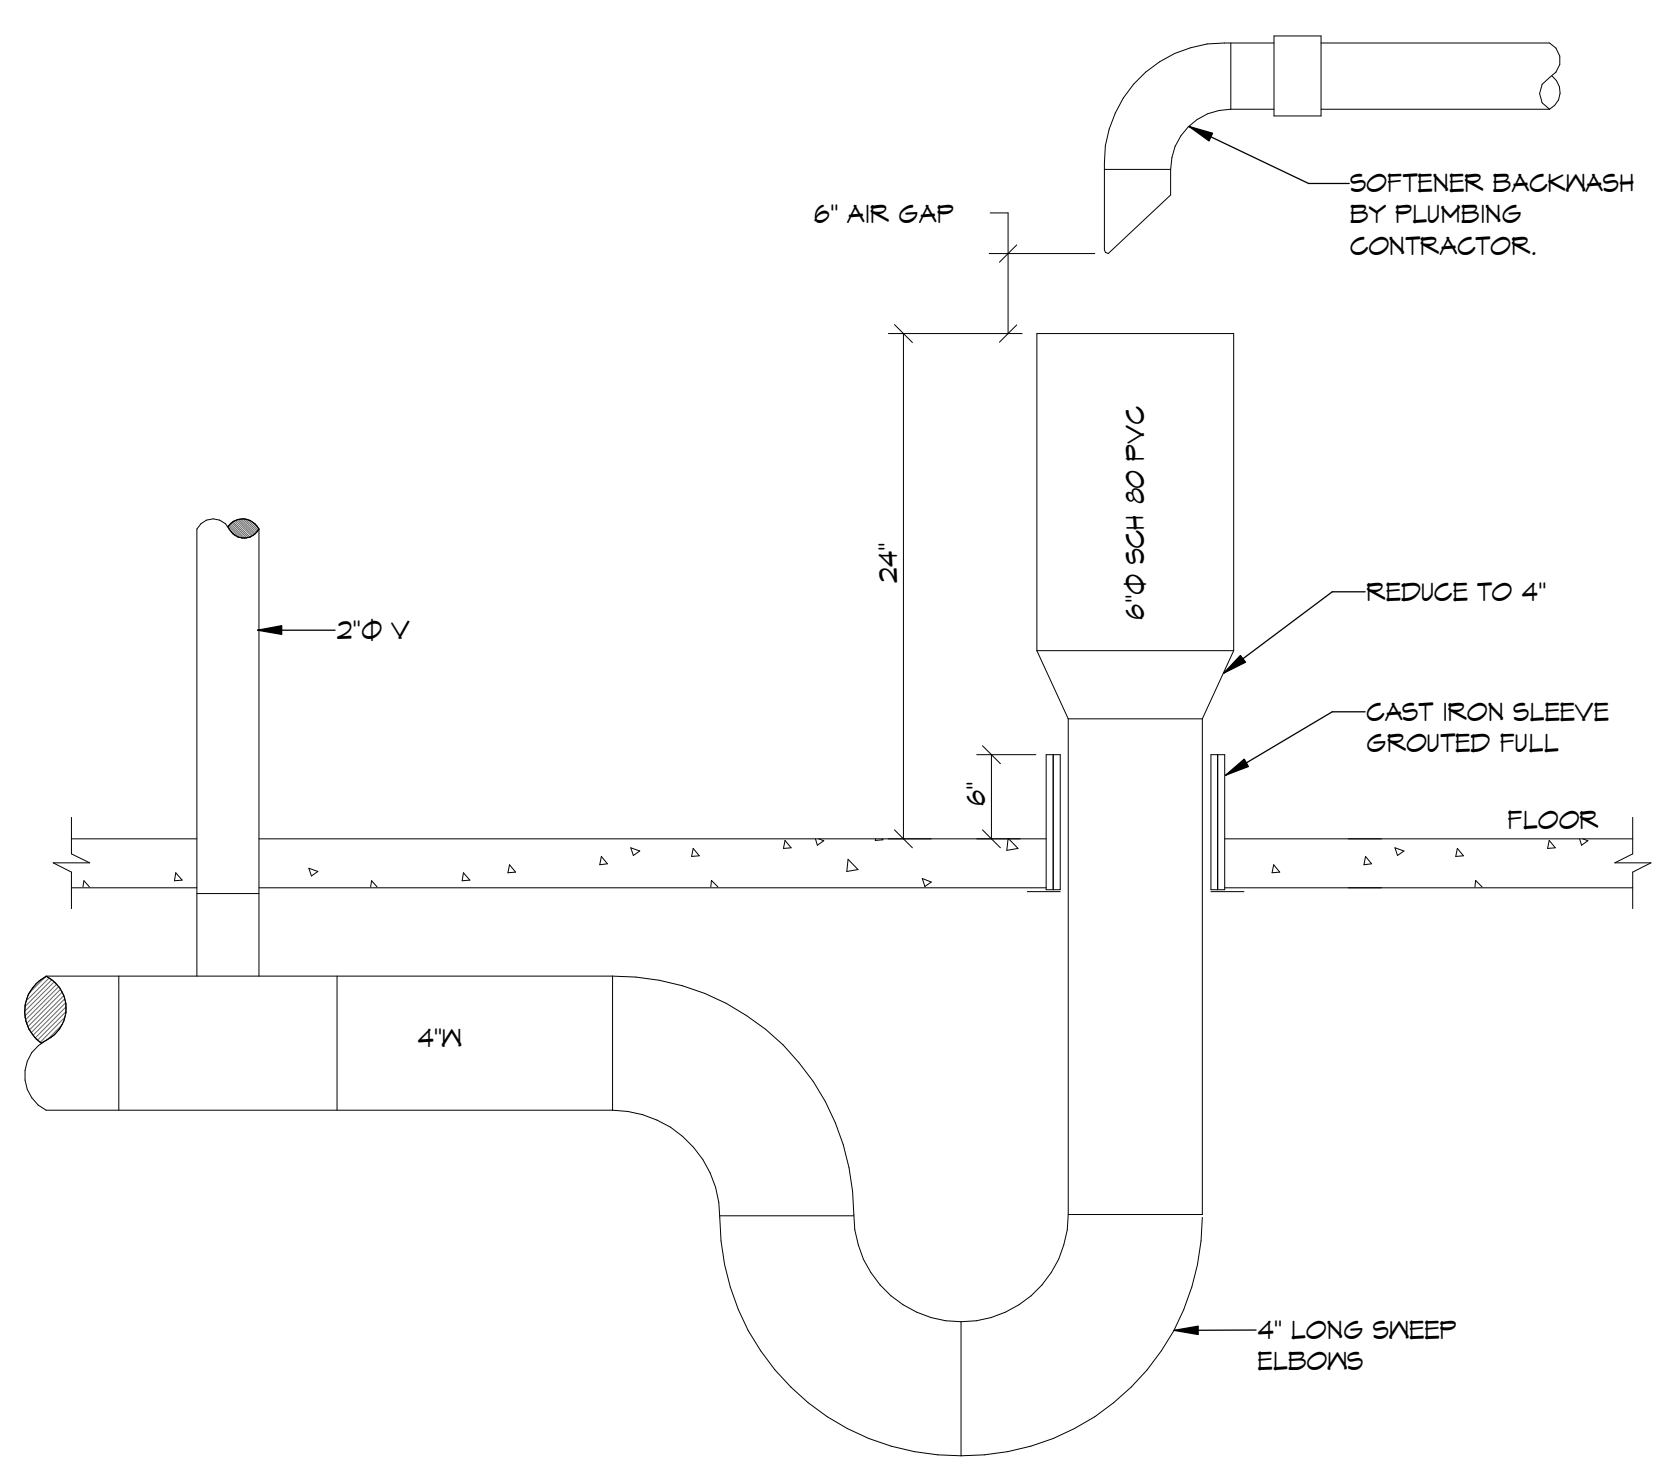 SOFTENER BACKWASH
BY PLUMBING
CONTRACTOR.
6" AIR GAP
6"Φ SCH 80 PVC
24"
REDUCE TO 4"
2"Φ V
CAST IRON SLEEVE
GROUTED FULL
6"
FLOOR
4"W
4" LONG SWEEP
ELBOWS